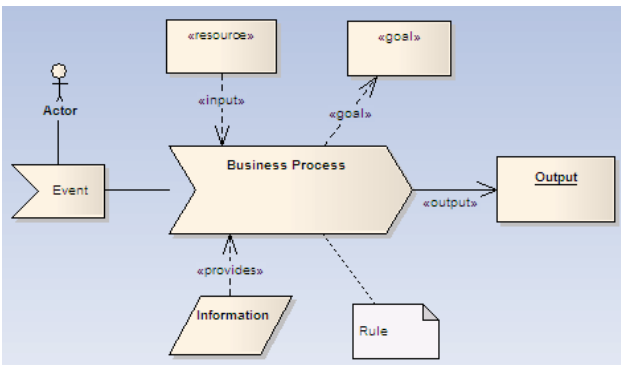 «resource»
«goal»
«input»
«goal»
Actor
Business Process
Event
Output
«output»
«provides»
Information
Rule